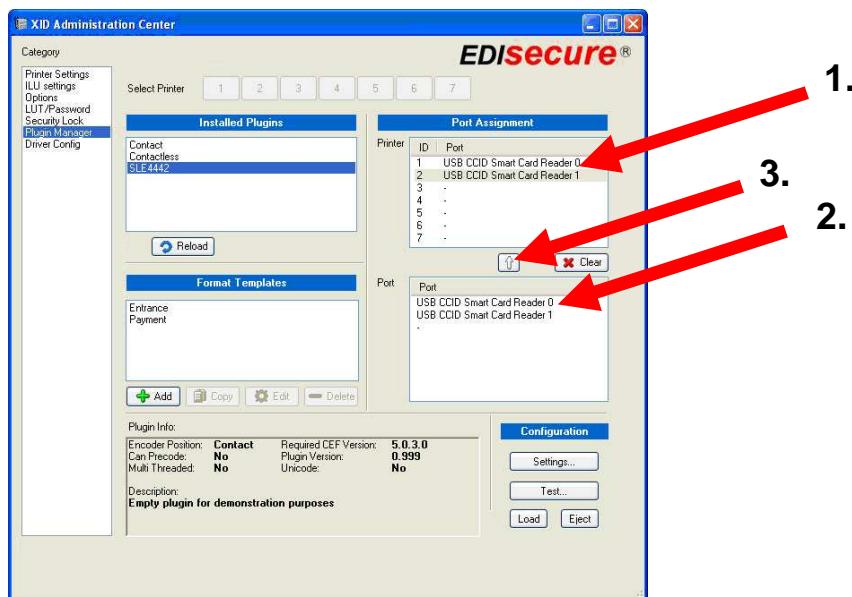 XID Administration Center
Category
EDIsecure®
Printer Settings
ILU settings
Options
LUT/Password
Security Lock
Plugin Manager
Driver Config
Select Printer 1 2 3 4 5 6 7
Installed Plugins
Contact
Contactless
SLE4442
Reload
Port Assignment
Printer
ID Port
1 USB CCID Smart Card Reader 0
2 USB CCID Smart Card Reader 1
3 -
4 -
5 -
6 -
7 -
Clear
Format Templates
Entrance
Payment
Add Copy Edit Delete
Port
Port
USB CCID Smart Card Reader 0
USB CCID Smart Card Reader 1
-
Plugin Info:
Encoder Position: Contact Required CEF Version: 5.0.3.0
Can Precode: No Plugin Version: 0.999
Multi Threaded: No Unicode: No
Description:
Empty plugin for demonstration purposes
Configuration
Settings...
Test...
Load Eject
1.
3.
2.